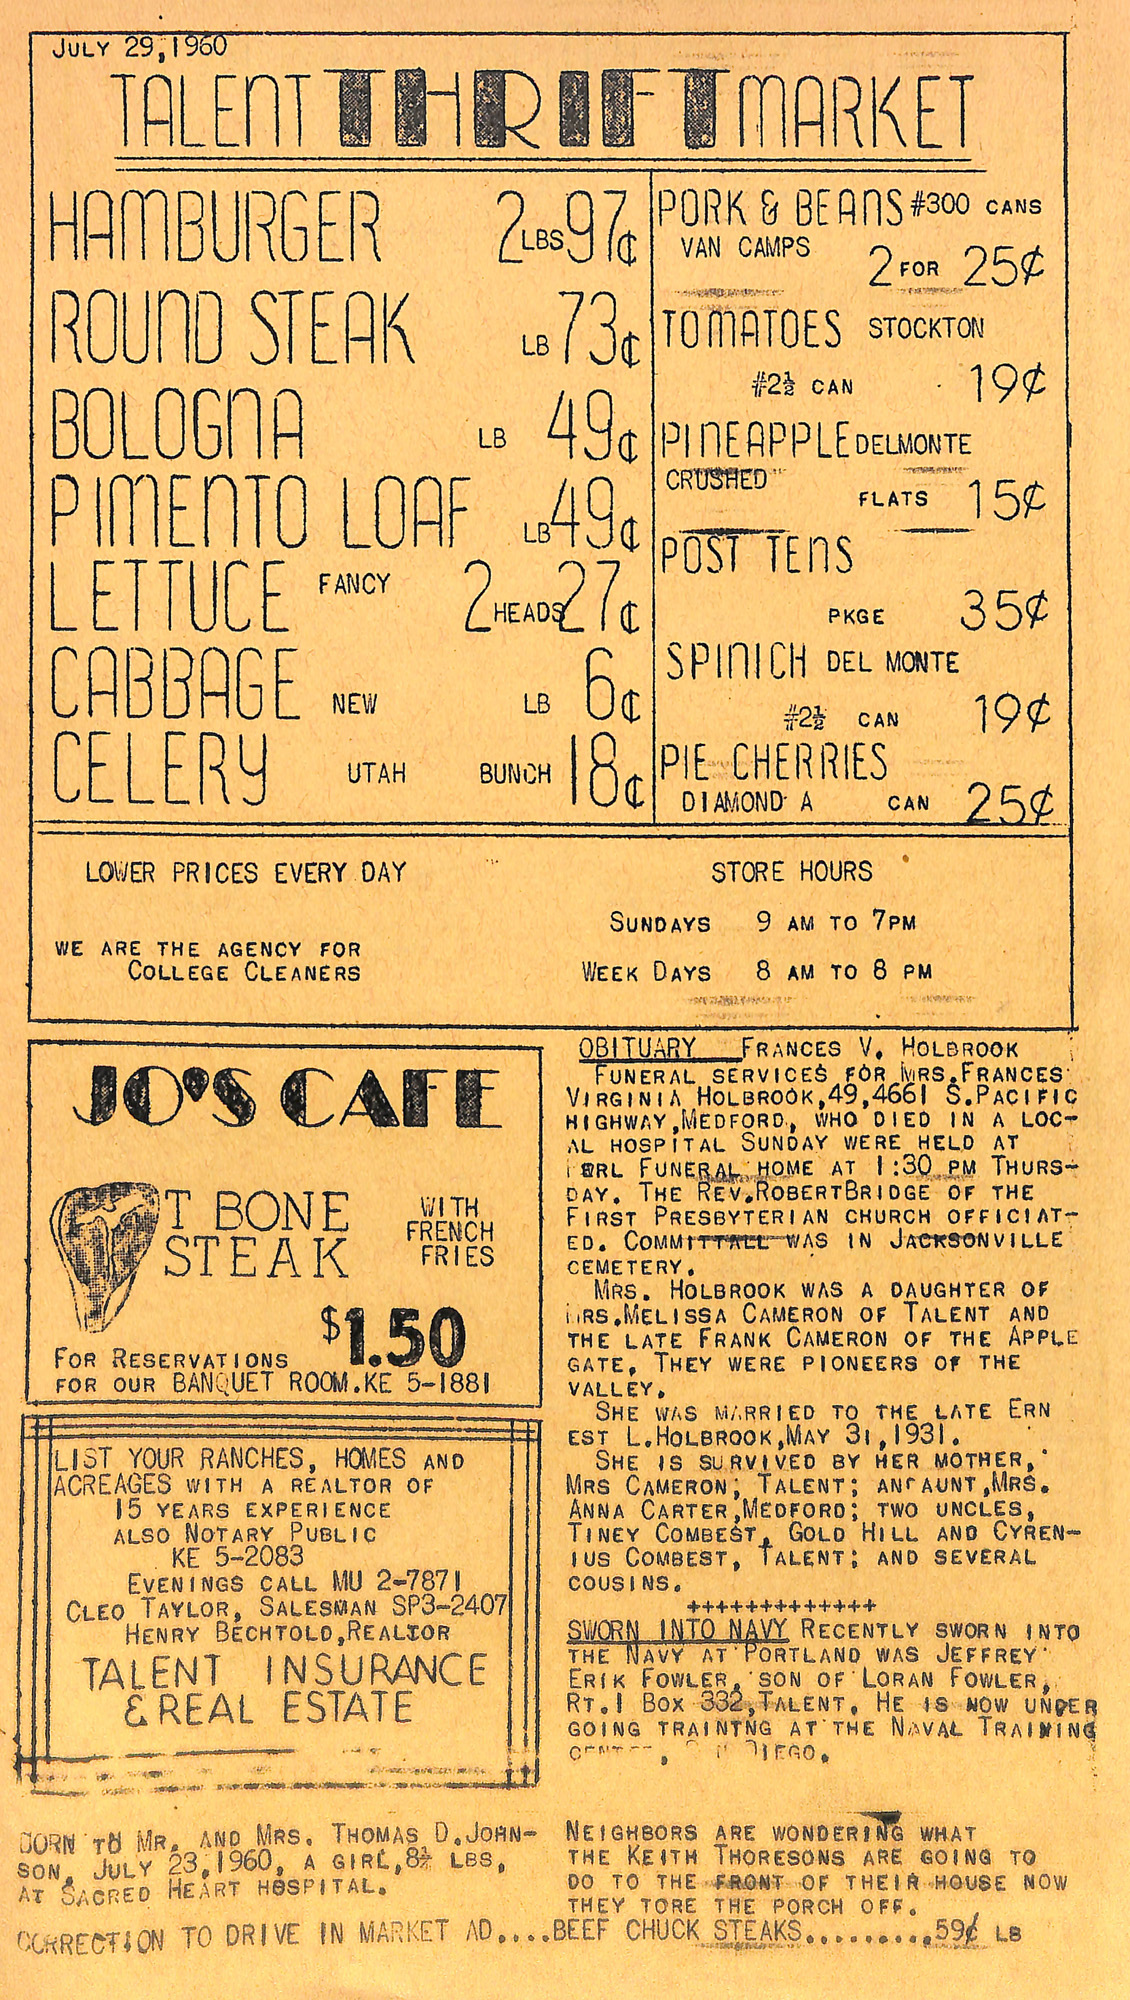 JULY 29,1960
TALENT THRIFT MARKET
HAMBURGER 2 LBS 97¢
ROUND STEAK LB 73¢
BOLOGNA LB 49¢
PIMENTO LOAF LB 49¢
LETTUCE FANCY 2 HEADS 27¢
CABBAGE NEW LB 6¢
CELERY UTAH BUNCH 18¢
PORK & BEANS #300 CANS
VAN CAMPS 2 FOR 25¢
TOMATOES STOCKTON
#2½ CAN 19¢
PINEAPPLE DELMONTE
CRUSHED FLATS 15¢
POST TENS
PKGE 35¢
SPINICH DEL MONTE
#2½ CAN 19¢
PIE CHERRIES
DIAMOND A CAN 25¢
LOWER PRICES EVERY DAY
WE ARE THE AGENCY FOR
COLLEGE CLEANERS
STORE HOURS
SUNDAYS 9 AM TO 7PM
WEEK DAYS 8 AM TO 8 PM
JO'S CAFE
T BONE
STEAK
WITH
FRENCH
FRIES
$1.50
FOR RESERVATIONS
FOR OUR BANQUET ROOM.KE 5-1881
LIST YOUR RANCHES, HOMES AND
ACREAGES WITH A REALTOR OF
15 YEARS EXPERIENCE
ALSO NOTARY PUBLIC
KE 5-2083
EVENINGS CALL MU 2-7871
CLEO TAYLOR, SALESMAN SP3-2407
HENRY BECHTOLD,REALTOR
TALENT INSURANCE
& REAL ESTATE
BORN TO MR. AND MRS. THOMAS D.JOHN-
SON, JULY 23,1960, A GIRL,8½ LBS,
AT SACRED HEART HOSPITAL.
OBITUARY FRANCES V. HOLBROOK
FUNERAL SERVICES FOR MRS.FRANCES
VIRGINIA HOLBROOK,49,4661 S.PACIFIC
HIGHWAY,MEDFORD, WHO DIED IN A LOC-
AL HOSPITAL SUNDAY WERE HELD AT
FUNERAL HOME AT 1:30 PM THURS-
DAY. THE REV.ROBERTBRIDGE OF THE
FIRST PRESBYTERIAN CHURCH OFFICIAT-
ED. COMMITTALL WAS IN JACKSONVILLE
CEMETERY.
MRS. HOLBROOK WAS A DAUGHTER OF
MRS.MELISSA CAMERON OF TALENT AND
THE LATE FRANK CAMERON OF THE APPLE
GATE. THEY WERE PIONEERS OF THE
VALLEY.
SHE WAS MARRIED TO THE LATE ERN
EST L.HOLBROOK,MAY 31,1931.
SHE IS SURVIVED BY HER MOTHER,
MRS CAMERON; TALENT; AN AUNT,MRS.
ANNA CARTER,MEDFORD; TWO UNCLES,
TINEY COMBEST, GOLD HILL AND CYREN-
IUS COMBEST, TALENT; AND SEVERAL
COUSINS.
+++++++++++++
SWORN INTO NAVY RECENTLY SWORN INTO
THE NAVY AT PORTLAND WAS JEFFREY
ERIK FOWLER, SON OF LORAN FOWLER,
RT.1 BOX 332,TALENT. HE IS NOW UNDER
GOING TRAINTNG AT THE NAVAL TRAINING
DIEGO.
NEIGHBORS ARE WONDERING WHAT
THE KEITH THORESONS ARE GOING TO
DO TO THE FRONT OF THEIR HOUSE NOW
THEY TORE THE PORCH OFF.
CORRECTION TO DRIVE IN MARKET AD....BEEF CHUCK STEAKS.........59¢ LB